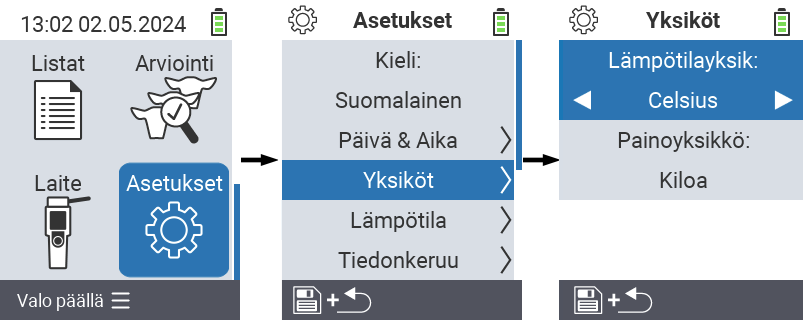 13:02 02.05.2024
Listat
Arviointi
Laite
Asetukset
Valo päällä
Asetukset
Kieli:
Suomalainen
Päivä & Aika
Yksiköt
Lämpötila
Tiedonkeruu
+
Yksiköt
Lämpötilayksik:
Celsius
Painoyksikkö:
Kiloa
+